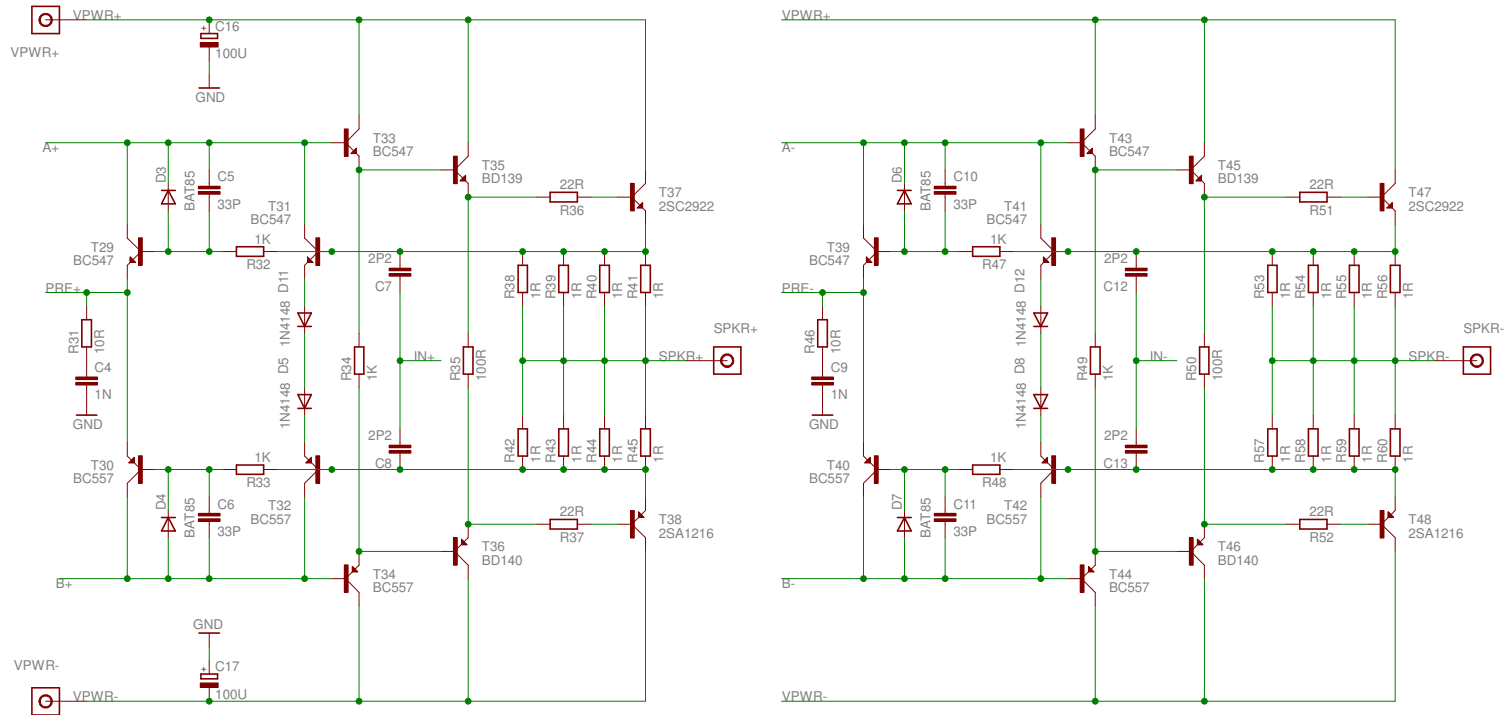 VPWR+
VPWR+
C16
+
100U
GND
A+
T33
BC547
D3
BAT85
C5
33P
T31
BC547
T35
BD139
22R
R36
T37
2SC2922
T29
BC547
1K
R32
D11
1N4148
2P2
C7
R38
1R
R39
1R
R40
1R
R41
1R
PRE+
R31
10R
C4
1N
GND
D5
1N4148
R34
1K
IN+
R35
100R
SPKR+
SPKR+
2P2
C8
R42
1R
R43
1R
R44
1R
R45
1R
T30
BC557
1K
R33
D4
BAT85
C6
33P
T32
BC557
22R
R37
T38
2SA1216
T36
BD140
B+
T34
BC557
GND
VPWR-
+
C17
100U
VPWR-
VPWR+
A-
T43
BC547
D6
BAT85
C10
33P
T41
BC547
T45
BD139
22R
R51
T47
2SC2922
T39
BC547
1K
R47
D12
1N4148
2P2
C12
R53
1R
R54
1R
R55
1R
R56
1R
PRE-
R46
10R
C9
1N
GND
D8
1N4148
R49
1K
IN-
R50
100R
SPKR-
SPKR-
2P2
C13
R57
1R
R58
1R
R59
1R
R60
1R
T40
BC557
1K
R48
D7
BAT85
C11
33P
T42
BC557
22R
R52
T48
2SA1216
T46
BD140
B-
T44
BC557
VPWR-